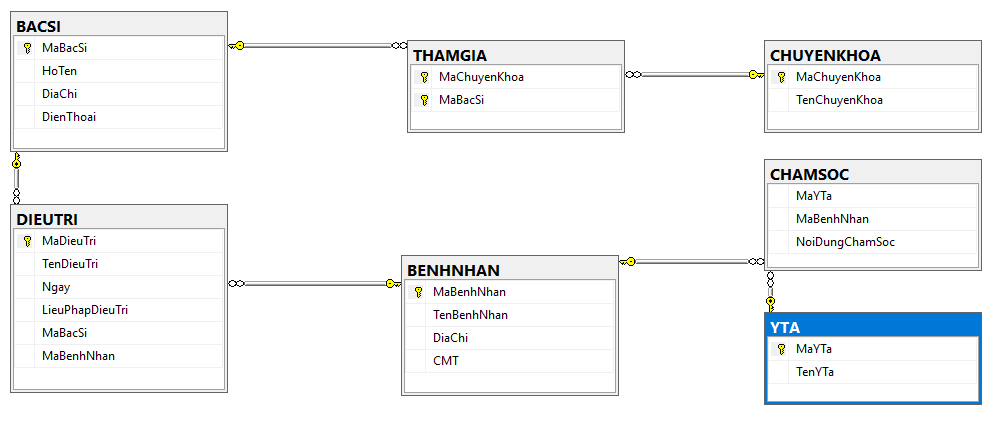 BACSI
MaBacSi
HoTen
DiaChi
DienThoai
THAMGIA
MaChuyenKhoa
MaBacSi
CHUYENKHOA
MaChuyenKhoa
TenChuyenKhoa
DIEUTRI
MaDieuTri
TenDieuTri
Ngay
LieuPhapDieuTri
MaBacSi
MaBenhNhan
BENHNHAN
MaBenhNhan
TenBenhNhan
DiaChi
CMT
CHAMSOC
MaYTa
MaBenhNhan
NoiDungChamSoc
YTA
MaYTa
TenYTa